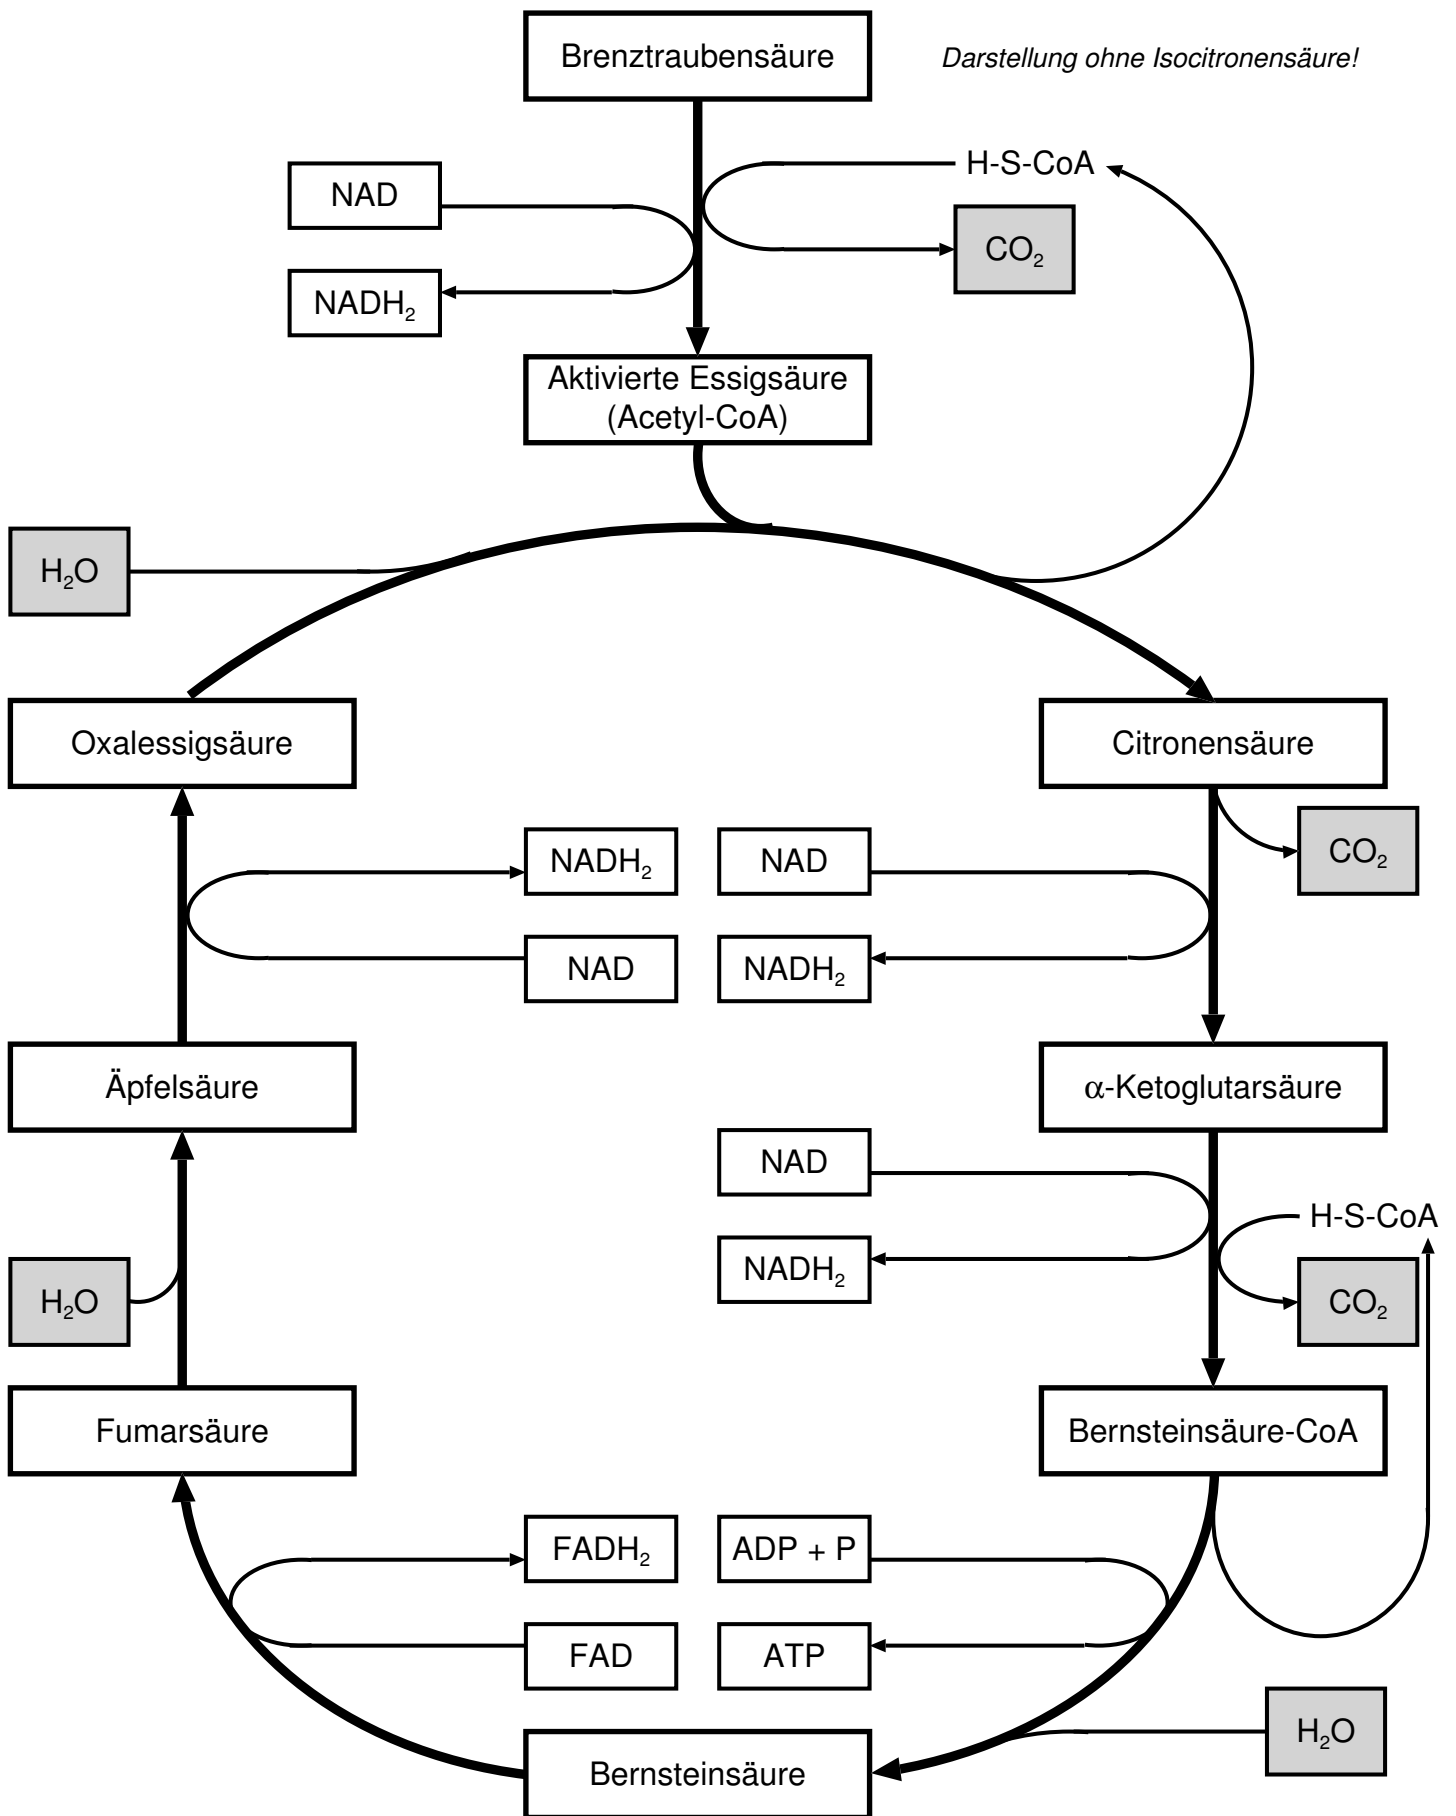 Brenztraubensäure
Darstellung ohne Isocitronensäure!
H-S-CoA
NAD
CO₂
NADH₂
Aktivierte Essigsäure
(Acetyl-CoA)
H₂O
Oxalessigsäure
Citronensäure
NADH₂
NAD
CO₂
NAD
NADH₂
Äpfelsäure
α-Ketoglutarsäure
NAD
H-S-CoA
NADH₂
H₂O
CO₂
Fumarsäure
Bernsteinsäure-CoA
FADH₂
ADP + P
FAD
ATP
H₂O
Bernsteinsäure